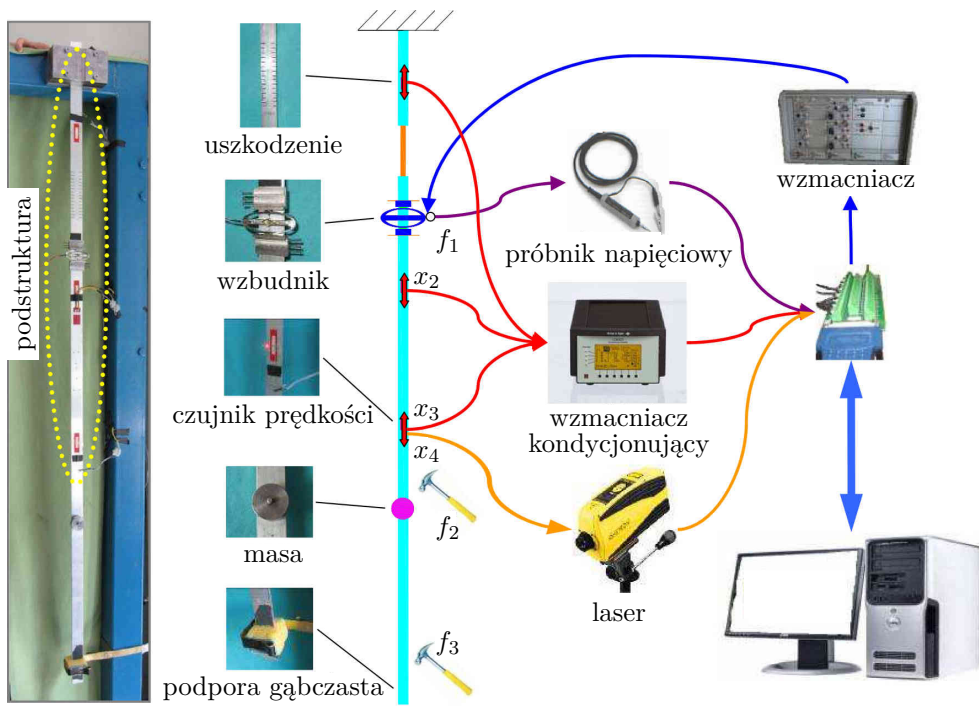 podstruktura
uszkodzenie
wzbudnik
czujnik prędkości
masa
podpora gąbczasta
f1
x2
x3
x4
f2
f3
próbnik napięciowy
wzmacniacz
kondycjonujący
laser
wzmacniacz